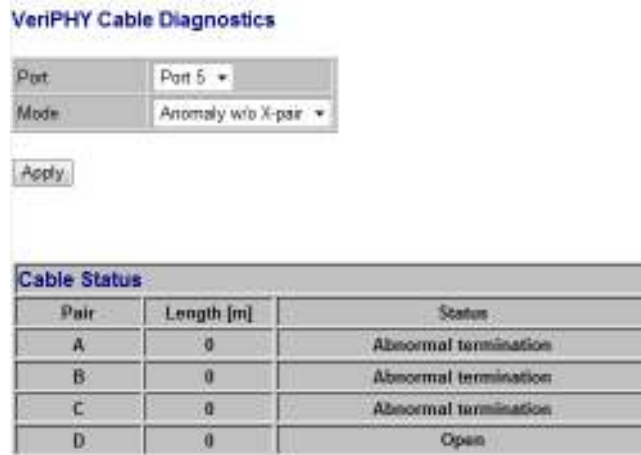 VeriPHY Cable Diagnostics
Port Port 5
Mode Anomaly w/o X-pair
Apply
Cable Status
Pair Length [m] Status
A 0 Abnormal termination
B 0 Abnormal termination
C 0 Abnormal termination
D 0 Open